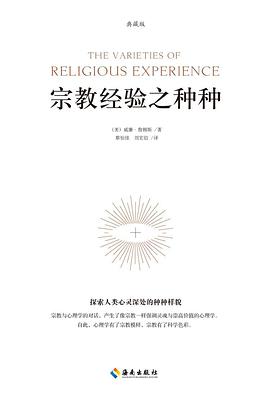 典藏版
THE VARIETIES OF
RELIGIOUS EXPERIENCE
宗教经验之种种
（美）威廉·詹姆斯／著
蔡怡佳 刘宏信／译
探索人类心灵深处的种种样貌
宗教与心理学的对话，产生了像宗教一样强调灵魂与崇高价值的心理学。
自此，心理学有了宗教模样，宗教有了科学色彩。
海南出版社